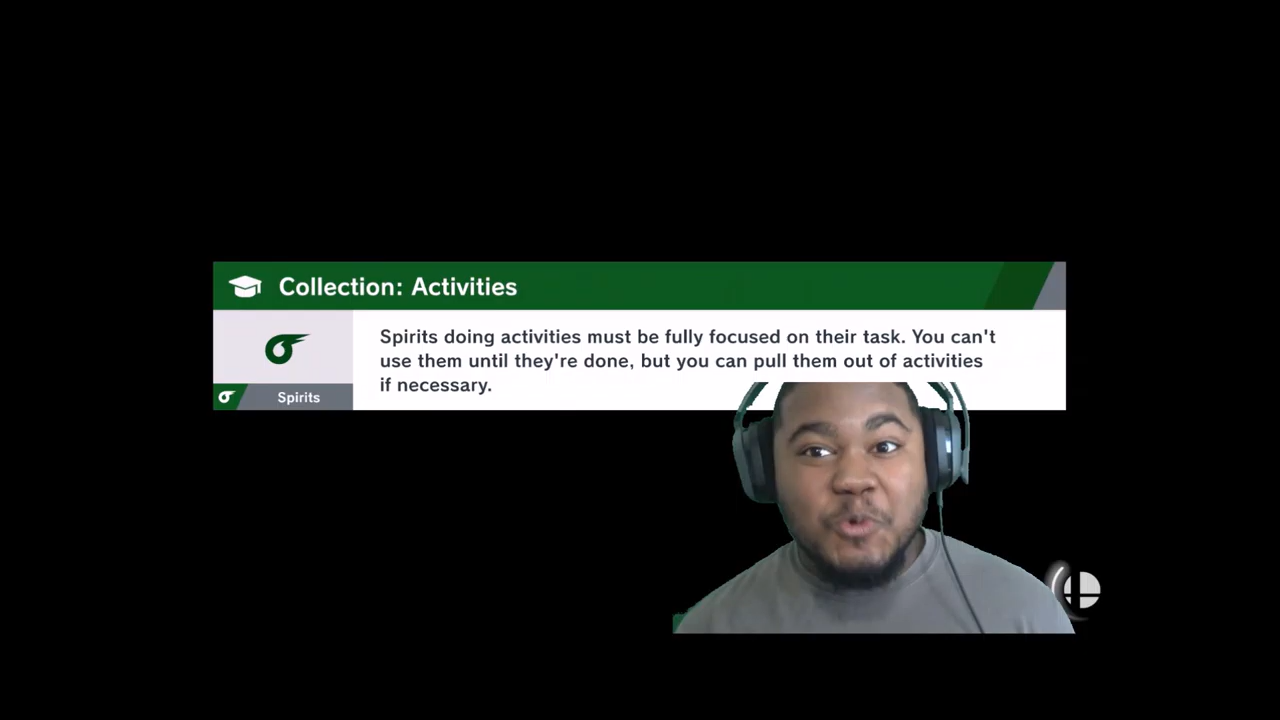 Collection: Activities
Spirits doing activities must be fully focused on their task. You can't
use them until they're done, but you can pull them out of activities
if necessary.
Spirits